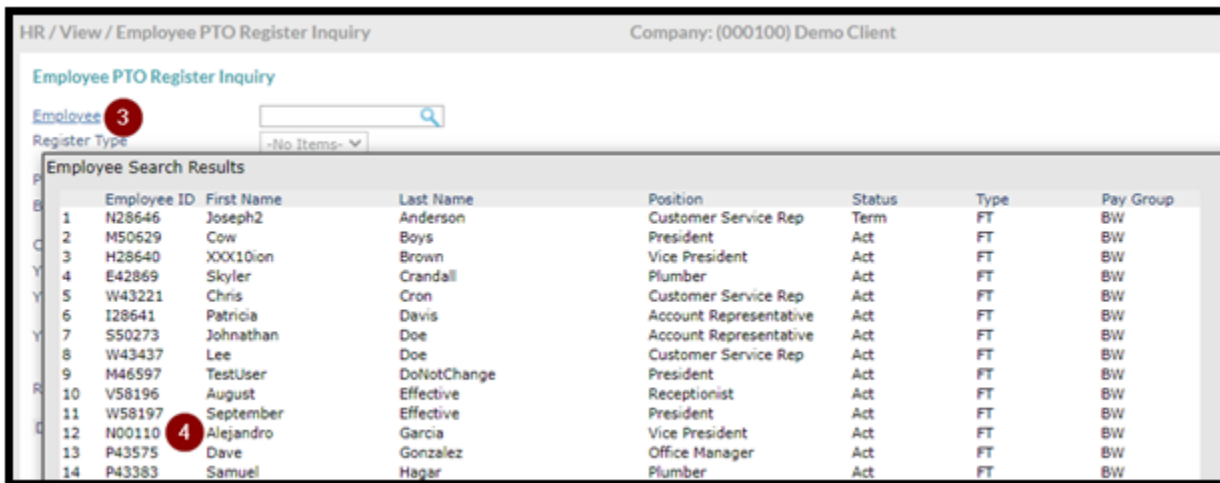 HR / View / Employee PTO Register Inquiry Company: (000100) Demo Client
Employee PTO Register Inquiry
Employee 3
Register Type -No Items-
Employee Search Results
P
B
C
Y
Y
Y
R
Employee ID First Name Last Name Position Status Type Pay Group
1 N28646 Joseph2 Anderson Customer Service Rep Term FT BW
2 M50629 Cow Boys President Act FT BW
3 H28640 XXX10ion Brown Vice President Act FT BW
4 E42869 Skyler Crandall Plumber Act FT BW
5 W43221 Chris Cron Customer Service Rep Act FT BW
6 I28641 Patricia Davis Account Representative Act FT BW
7 S50273 Johnathan Doe Account Representative Act FT BW
8 W43437 Lee Doe Customer Service Rep Act FT BW
9 M46597 TestUser DoNotChange President Act FT BW
10 V58196 August Effective Receptionist Act FT BW
11 W58197 September Effective President Act FT BW
12 N00110 4 Alejandro Garcia Vice President Act FT BW
13 P43575 Dave Gonzalez Office Manager Act FT BW
14 P43383 Samuel Hagar Plumber Act FT BW